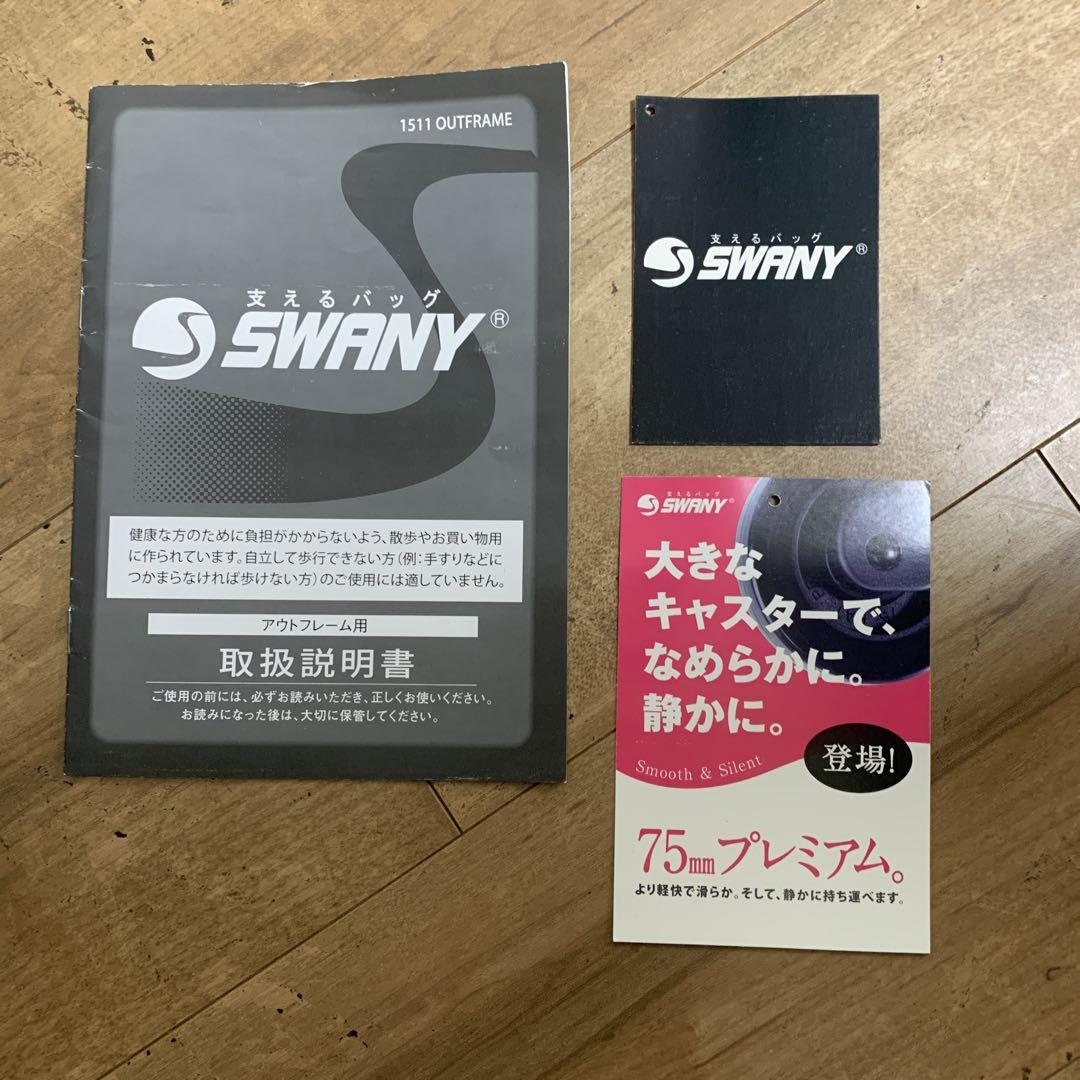 1511 OUTFRAME
支えるバッグ
SWANY®
健康な方のために負担がかからないよう、散歩やお買い物用
に作られています。自立して歩行できない方(例:手すりなどに
つかまらなければ歩けない方)のご使用には適していません。
アウトフレーム用
取扱説明書
ご使用の前には、必ずお読みいただき、正しくお使いください。
お読みになった後は、大切に保管してください。
支えるバッグ
SWANY®
支えるバッグ
SWANY®
大きな
キャスターで、
なめらかに。
静かに。
Smooth & Silent
登場!
75mmプレミアム。
より軽快で滑らか。そして、静かに持ち運べます。